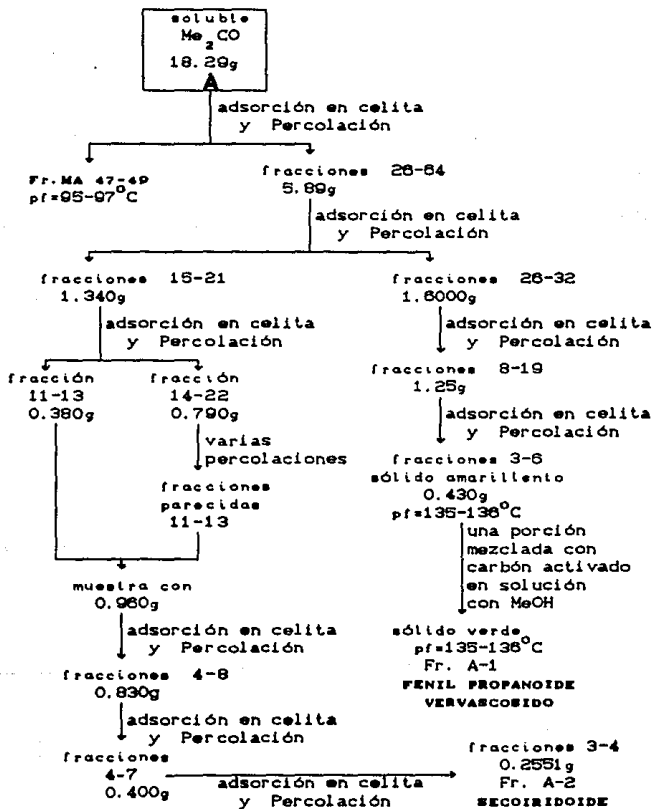 soluble
Me2CO
18.29g
A
adsorción en celita
y Percolación
Fr.MA 47-49
pf=95-97°C
fracciones 26-64
5.89g
adsorción en celita
y Percolación
fracciones 15-21
1.340g
fracciones 26-32
1.6000g
adsorción en celita
y Percolación
adsorción en celita
y Percolación
fracción
11-13
0.380g
fracción
14-22
0.790g
fracciones 8-19
1.25g
varias
percolaciones
adsorción en celita
y Percolación
fracciones
parecidas
11-13
fracciones 3-6
sólido amarillento
0.430g
pf=135-136°C
una porción
mezclada con
carbón activado
en solución
con MeOH
muestra con
0.960g
adsorción en celita
y Percolación
sólido verde
pf=135-136°C
Fr. A-1
FENIL PROPANOIDE
VERVASCOSIDO
fracciones 4-8
0.830g
adsorción en celita
y Percolación
fracciones
4-7
0.400g
adsorción en celita
y Percolación
fracciones 3-4
0.2551g
Fr. A-2
SECOIRIDOIDE